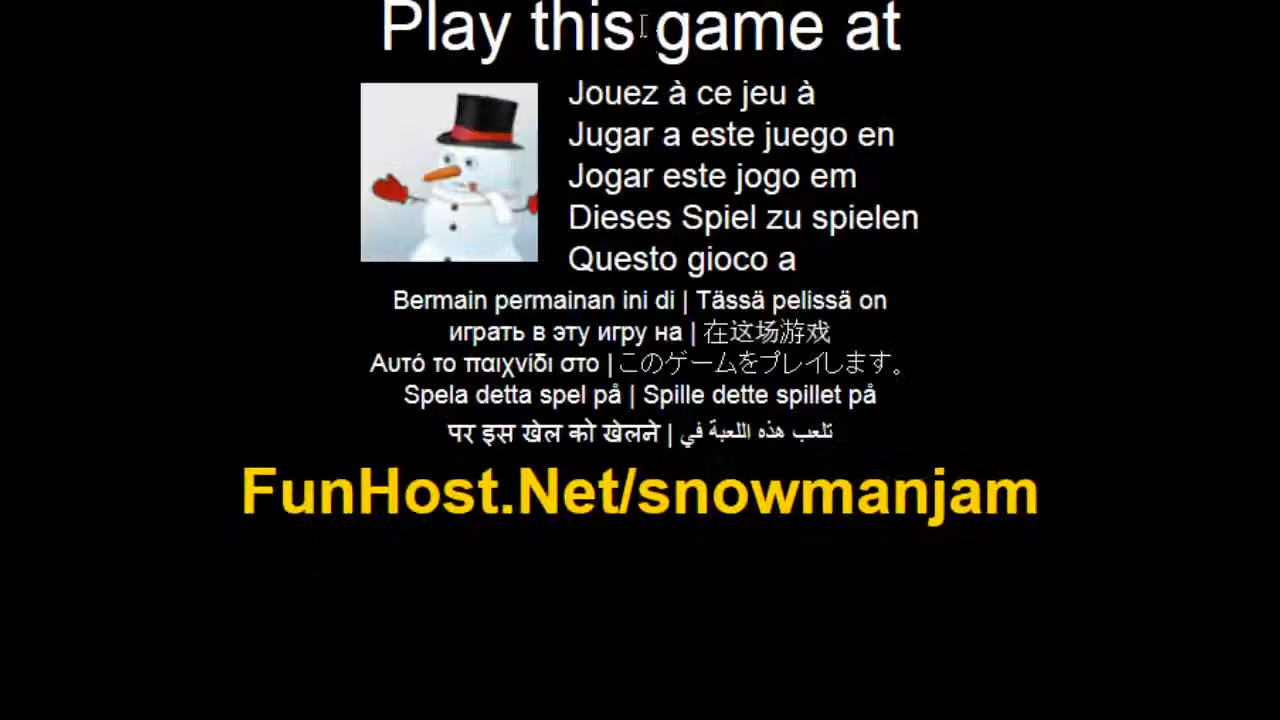 Play this game at
Jouez à ce jeu à
Jugar a este juego en
Jogar este jogo em
Dieses Spiel zu spielen
Questo gioco a
Bermain permainan ini di | Tässä pelissä on
играть в эту игру на | 在这场游戏
Αυτό το παιχνίδι στο | このゲームをプレイします。
Spela detta spel på | Spille dette spillet på
पर इस खेल को खेलने | تلعب هذه اللعبة في
FunHost.Net/snowmanjam